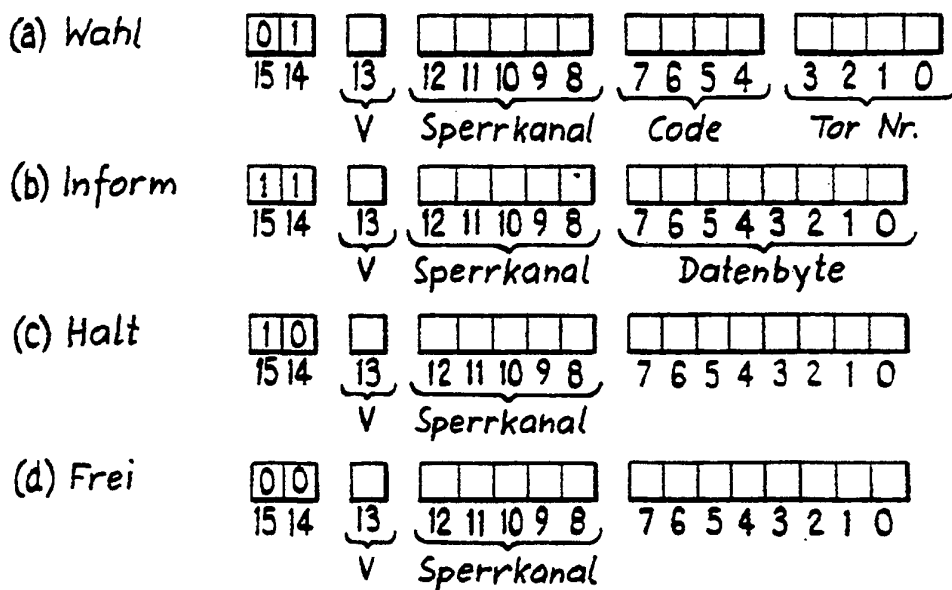 (a) Wahl 0 1
15 14 13 12 11 10 9 8 7 6 5 4 3 2 1 0
V Sperrkanal Code Tor Nr.
(b) Inform 1 1
15 14 13 12 11 10 9 8 7 6 5 4 3 2 1 0
V Sperrkanal Datenbyte
(c) Halt 1 0
15 14 13 12 11 10 9 8 7 6 5 4 3 2 1 0
V Sperrkanal
(d) Frei 0 0
15 14 13 12 11 10 9 8 7 6 5 4 3 2 1 0
V Sperrkanal